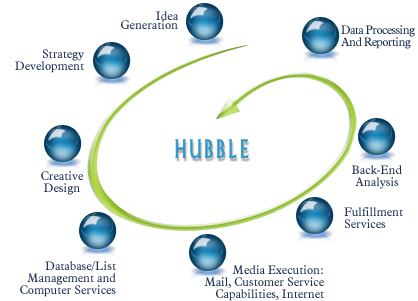 Idea
Generation
Data Processing
And Reporting
Strategy
Development
HUBBLE
Creative
Design
Back-End
Analysis
Fulfillment
Services
Database/List
Management and
Computer Services
Media Execution:
Mail, Customer Service
Capabilities, Internet